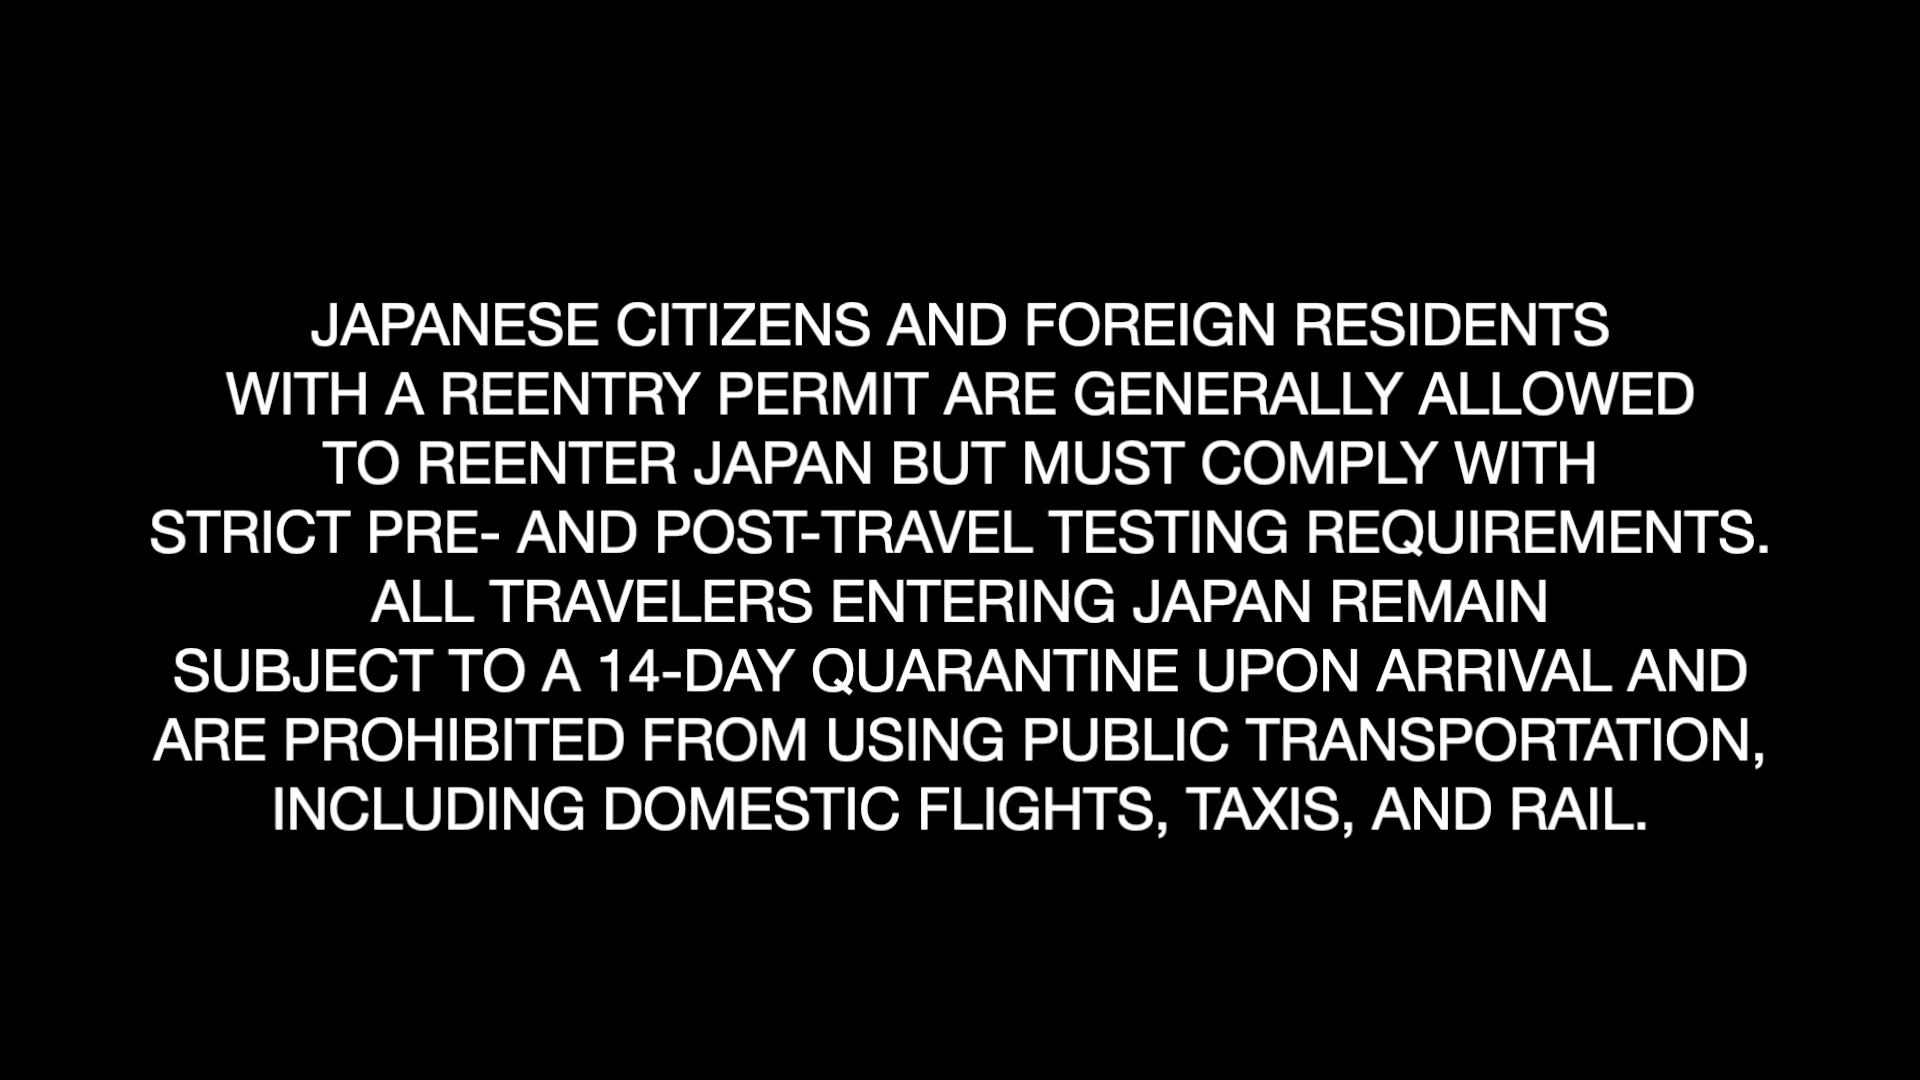 JAPANESE CITIZENS AND FOREIGN RESIDENTS
WITH A REENTRY PERMIT ARE GENERALLY ALLOWED
TO REENTER JAPAN BUT MUST COMPLY WITH
STRICT PRE- AND POST-TRAVEL TESTING REQUIREMENTS.
ALL TRAVELERS ENTERING JAPAN REMAIN
SUBJECT TO A 14-DAY QUARANTINE UPON ARRIVAL AND
ARE PROHIBITED FROM USING PUBLIC TRANSPORTATION,
INCLUDING DOMESTIC FLIGHTS, TAXIS, AND RAIL.